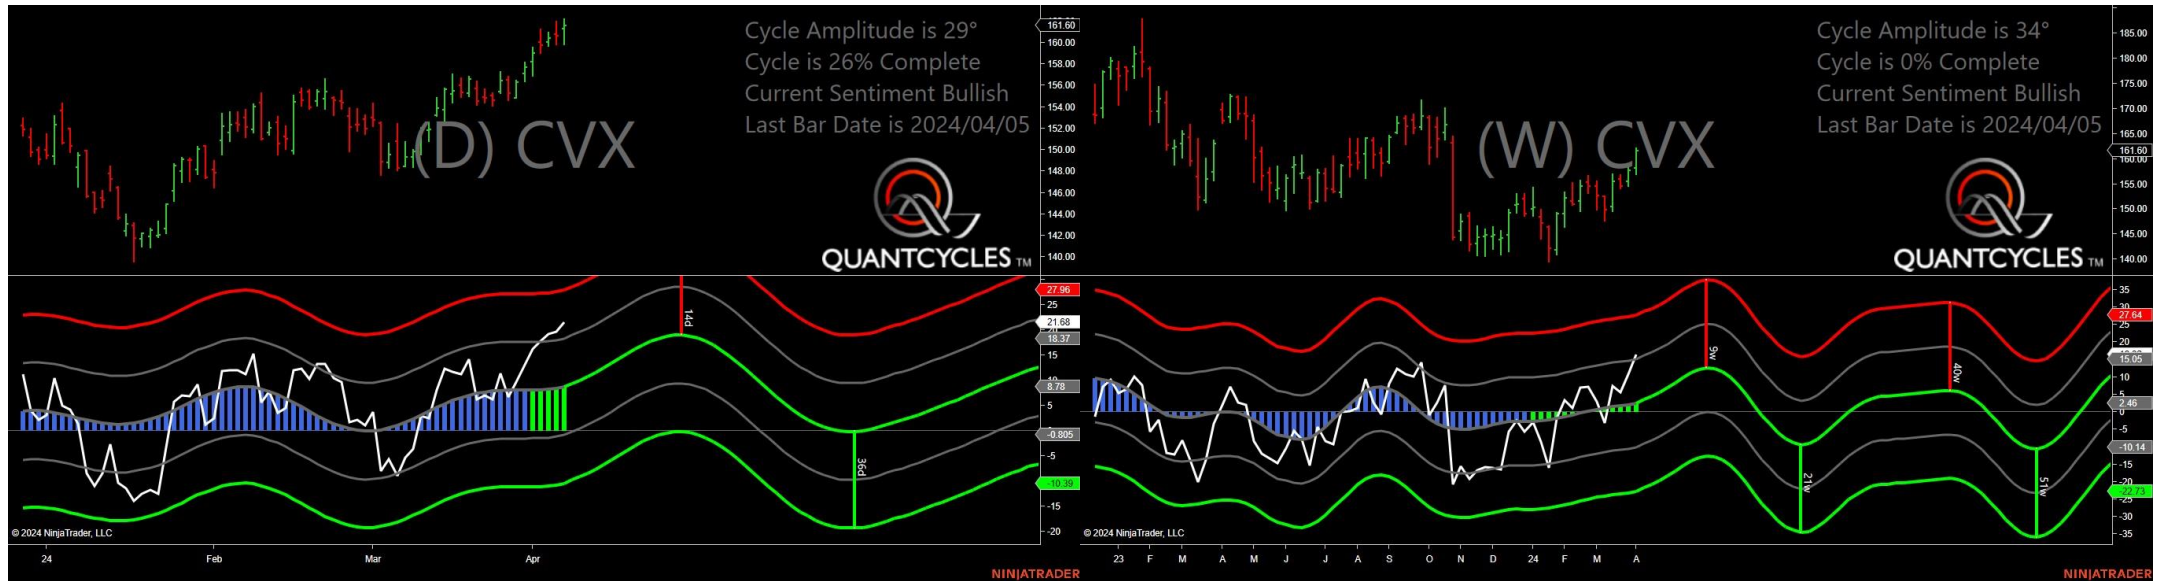 Cycle Amplitude is 29°
Cycle is 26% Complete
Current Sentiment Bullish
Last Bar Date is 2024/04/05
(D) CVX
QUANTCYCLES TM
161.60
160.00
158.00
156.00
154.00
152.00
150.00
148.00
146.00
144.00
142.00
140.00
27.96
25
21.68
18.37
15
8.78
5
-0.805
-5
-10.39
-15
-20
14d
36d
© 2024 NinjaTrader, LLC
24 Feb Mar Apr
NINJATRADER
Cycle Amplitude is 34°
Cycle is 0% Complete
Current Sentiment Bullish
Last Bar Date is 2024/04/05
(W) CVX
QUANTCYCLES TM
185.00
180.00
175.00
170.00
165.00
161.60
160.00
155.00
150.00
145.00
140.00
35
30
27.64
25
20
15.05
10
5
2.46
-5
-10.14
-15
-20
-22.73
-25
-30
-35
9w
21w
40w
51w
© 2024 NinjaTrader, LLC
23 F M A M J J A S O N D 24 F M A
NINJATRADER